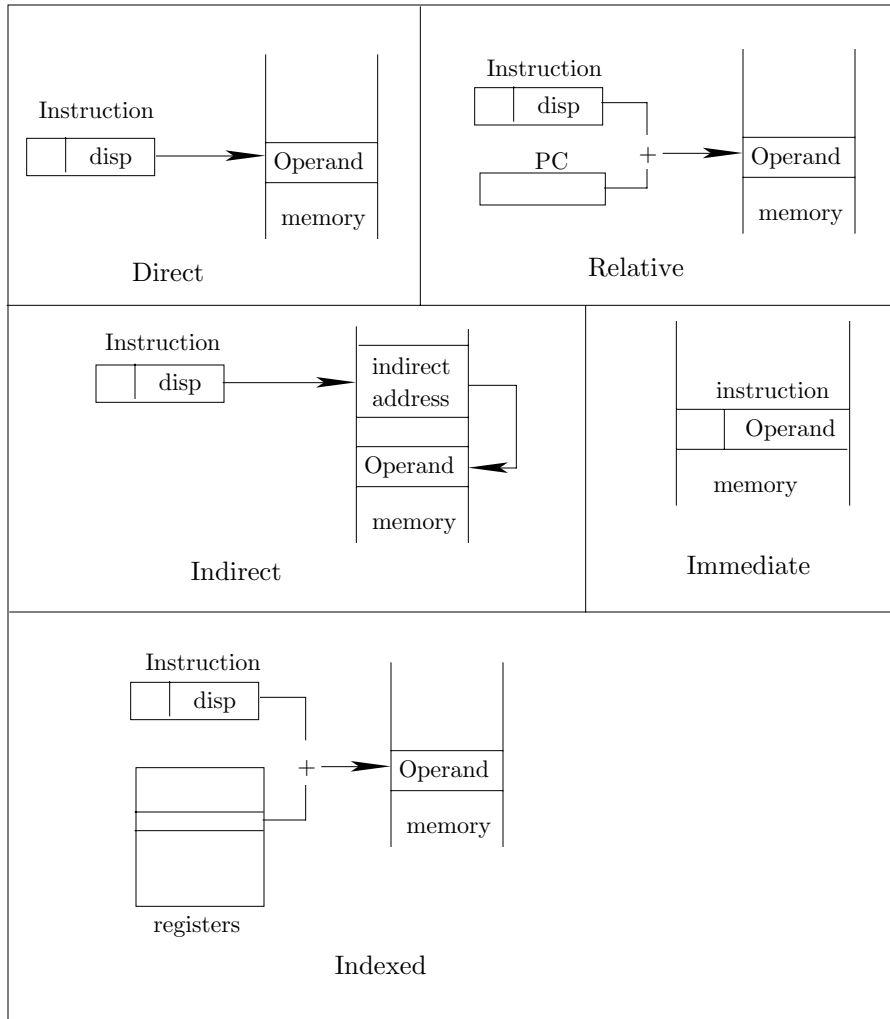 Instruction
disp
Operand
memory
Direct
Instruction
disp
PC
+
Operand
memory
Relative
Instruction
disp
indirect
address
Operand
memory
Indirect
instruction
Operand
memory
Immediate
Instruction
disp
+
Operand
memory
registers
Indexed